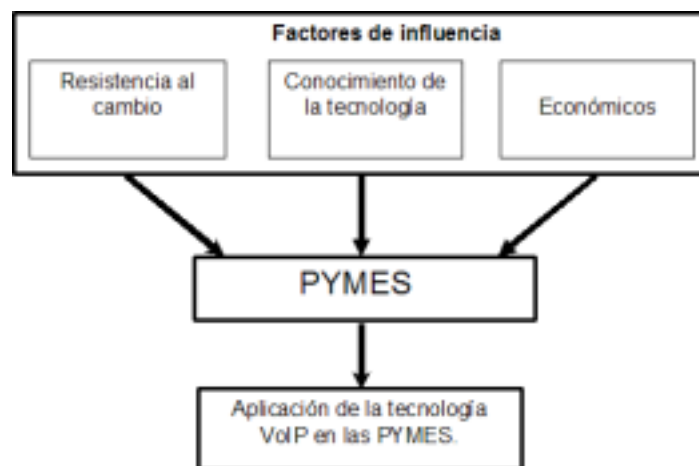 Factores de influencia
Resistencia al
cambio
Conocimiento de
la tecnología
Económicos
PYMES
Aplicación de la tecnología
VoIP en las PYMES.